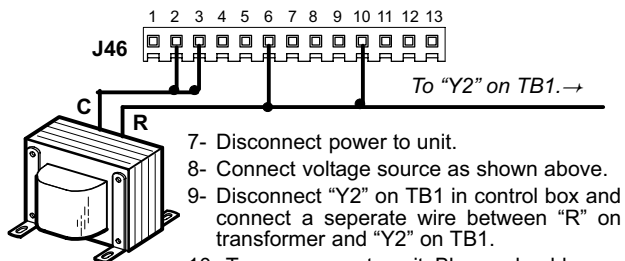 1 2 3 4 5 6 7 8 9 10 11 12 13
J46
To “Y2” on TB1.→
C
R
7- Disconnect power to unit.
8- Connect voltage source as shown above.
9- Disconnect “Y2” on TB1 in control box and
connect a seperate wire between “R” on
transformer and “Y2” on TB1.